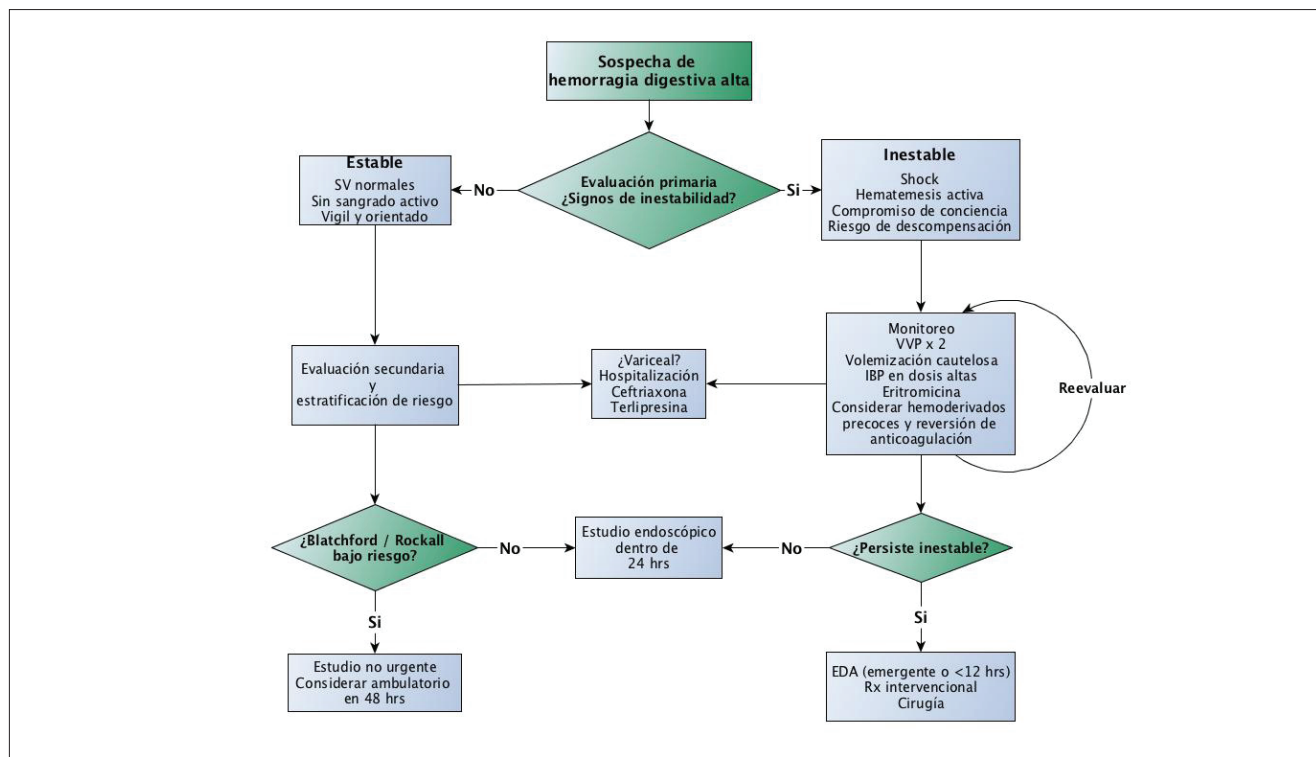 Sospecha de
hemorragia digestiva alta
Evaluación primaria
¿Signos de inestabilidad?
No
Si
Estable
SV normales
Sin sangrado activo
Vigil y orientado
Inestable
Shock
Hematemesis activa
Compromiso de conciencia
Riesgo de descompensación
Evaluación secundaria
y
estratificación de riesgo
¿Variceal?
Hospitalización
Ceftriaxona
Terlipresina
Monitoreo
VVP x 2
Volemización cautelosa
IBP en dosis altas
Eritromicina
Considerar hemoderivados
precoces y reversión de
anticoagulación
Reevaluar
¿Blatchford / Rockall
bajo riesgo?
No
Estudio endoscópico
dentro de
24 hrs
No
¿Persiste inestable?
Si
Si
Estudio no urgente
Considerar ambulatorio
en 48 hrs
EDA (emergente o <12 hrs)
Rx intervencional
Cirugía